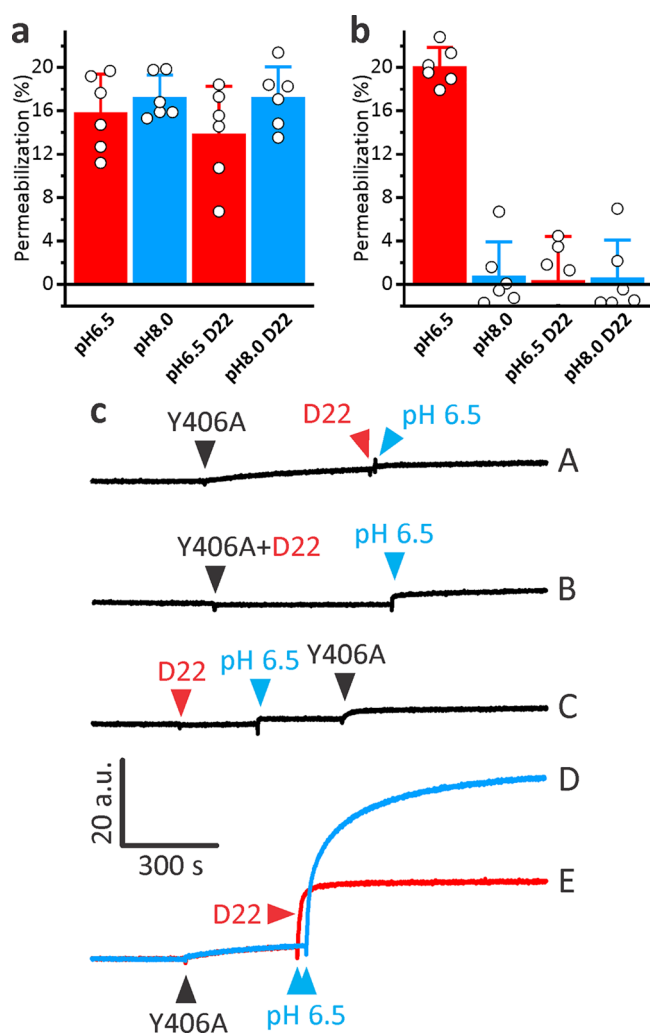 a
Permeabilization (%)
20
16
12
8
4
0
pH6.5
pH8.0
pH6.5 D22
pH8.0 D22
b
Permeabilization (%)
20
16
12
8
4
0
pH6.5
pH8.0
pH6.5 D22
pH8.0 D22
c
Y406A
D22
pH 6.5
A
Y406A+D22
pH 6.5
B
D22
pH 6.5
Y406A
C
20 a.u.
300 s
D
E
D22
Y406A
pH 6.5